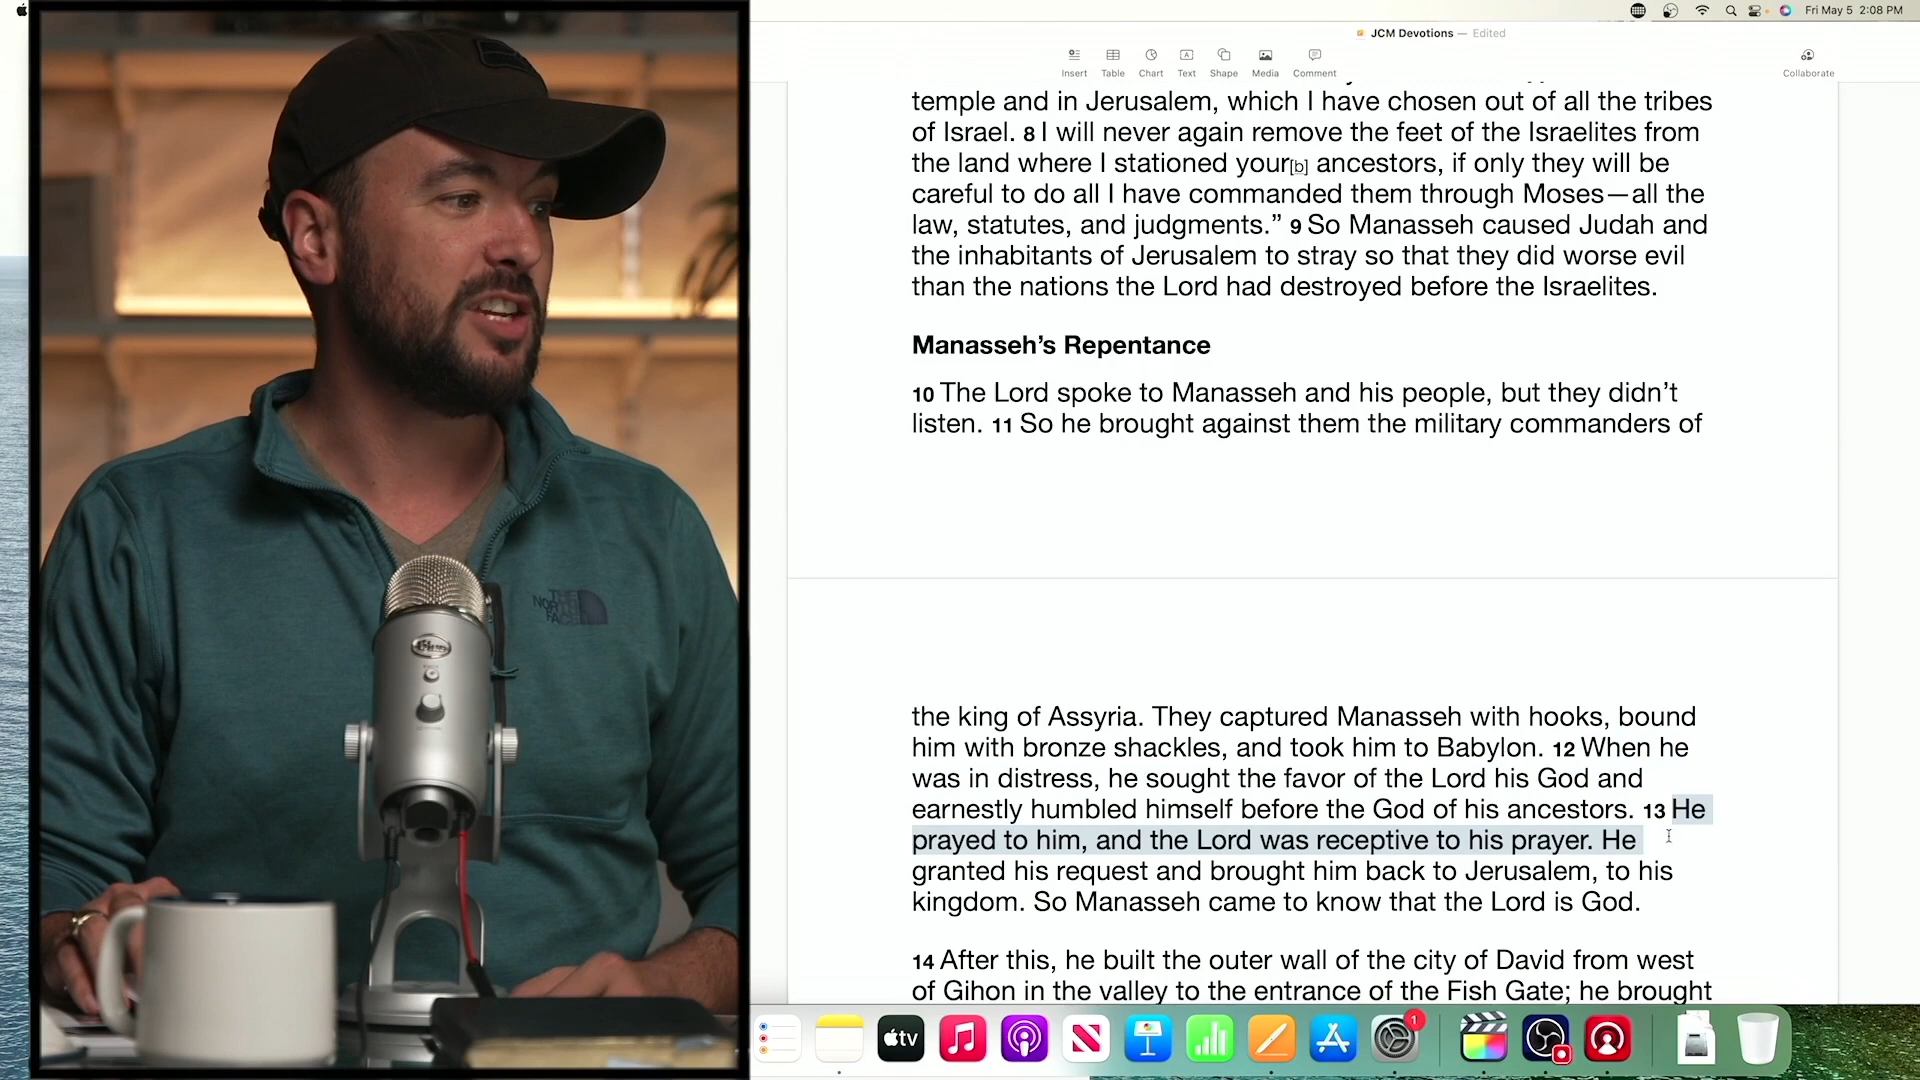 Fri May 5 2:08 PM
JCM Devotions — Edited
Insert Table Chart Text Shape Media Comment Collaborate
temple and in Jerusalem, which I have chosen out of all the tribes
of Israel. 8 I will never again remove the feet of the Israelites from
the land where I stationed your[b] ancestors, if only they will be
careful to do all I have commanded them through Moses—all the
law, statutes, and judgments.” 9 So Manasseh caused Judah and
the inhabitants of Jerusalem to stray so that they did worse evil
than the nations the Lord had destroyed before the Israelites.
Manasseh’s Repentance
10 The Lord spoke to Manasseh and his people, but they didn’t
listen. 11 So he brought against them the military commanders of
the king of Assyria. They captured Manasseh with hooks, bound
him with bronze shackles, and took him to Babylon. 12 When he
was in distress, he sought the favor of the Lord his God and
earnestly humbled himself before the God of his ancestors. 13 He
prayed to him, and the Lord was receptive to his prayer. He
granted his request and brought him back to Jerusalem, to his
kingdom. So Manasseh came to know that the Lord is God.
14 After this, he built the outer wall of the city of David from west
of Gihon in the valley to the entrance of the Fish Gate; he brought
THE
NORTH
FACE
Blue
tv
N
1